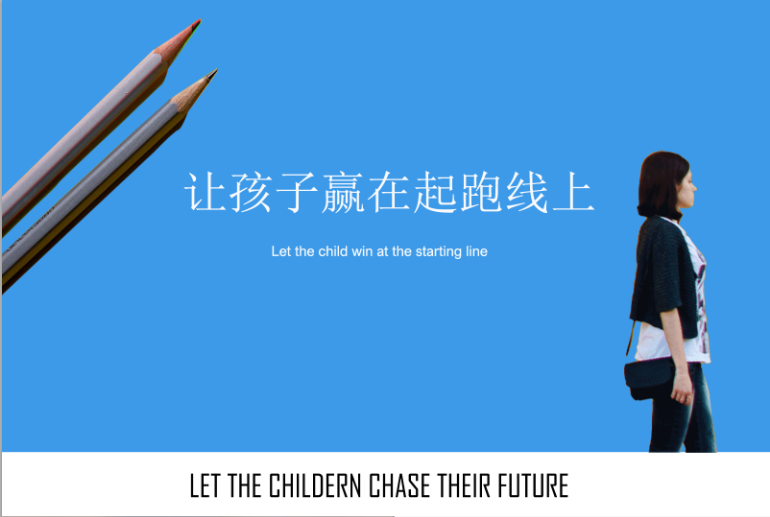 让孩子赢在起跑线上
Let the child win at the starting line
LET THE CHILDERN CHASE THEIR FUTURE